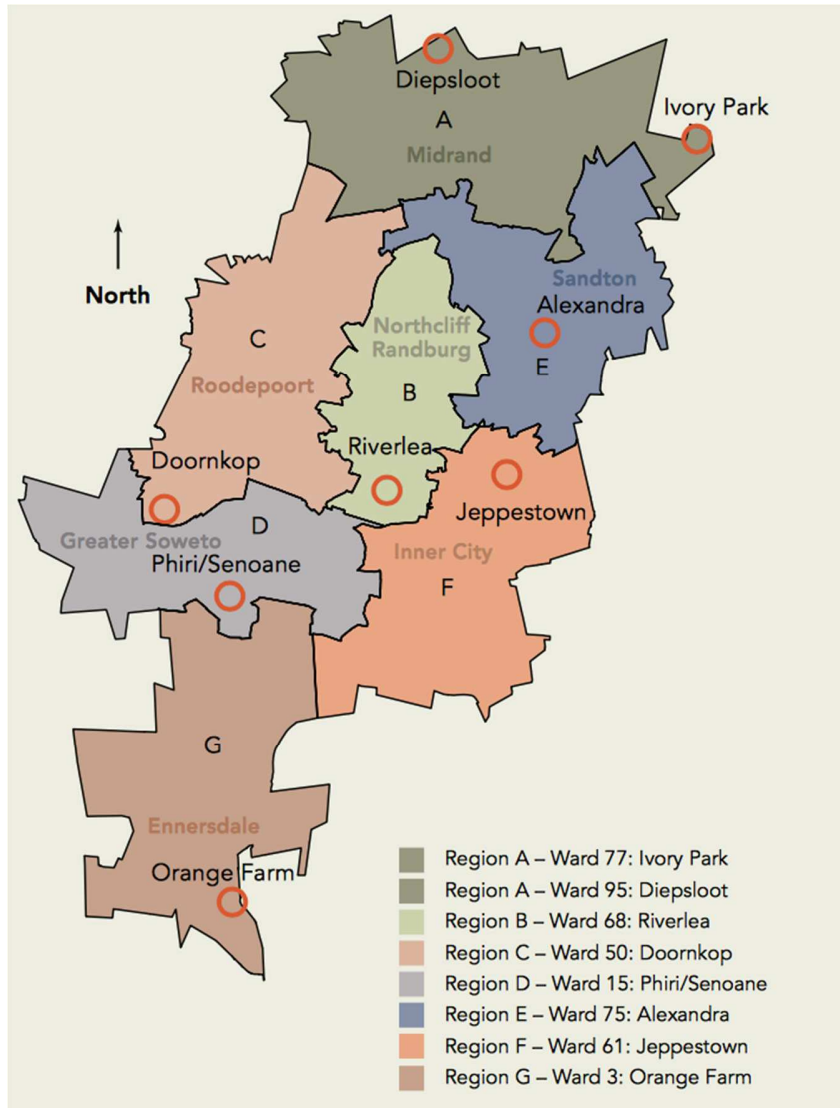 Diepsloot
A
Midrand
Ivory Park
North
Sandton
Alexandra
E
C
Roodepoort
Northcliff
Randburg
B
Riverlea
Doornkop
Jeppestown
D
Greater Soweto
Phiri/Senoane
Inner City
F
G
Ennersdale
Orange Farm
Region A – Ward 77: Ivory Park
Region A – Ward 95: Diepsloot
Region B – Ward 68: Riverlea
Region C – Ward 50: Doornkop
Region D – Ward 15: Phiri/Senoane
Region E – Ward 75: Alexandra
Region F – Ward 61: Jeppestown
Region G – Ward 3: Orange Farm